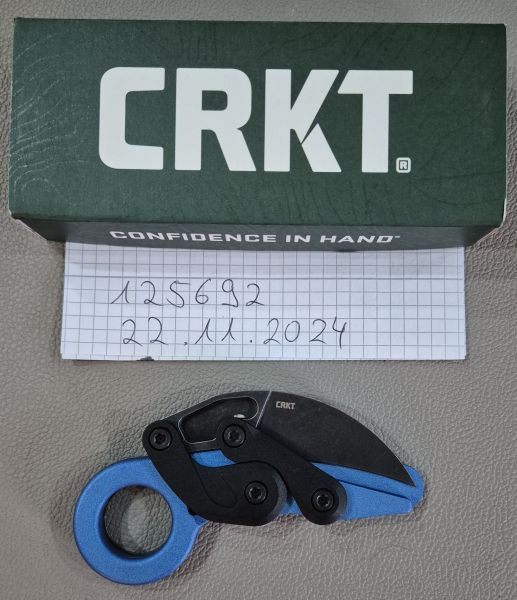 CRKT®
CONFIDENCE IN HAND™
125692
22.11.2024
CRKT